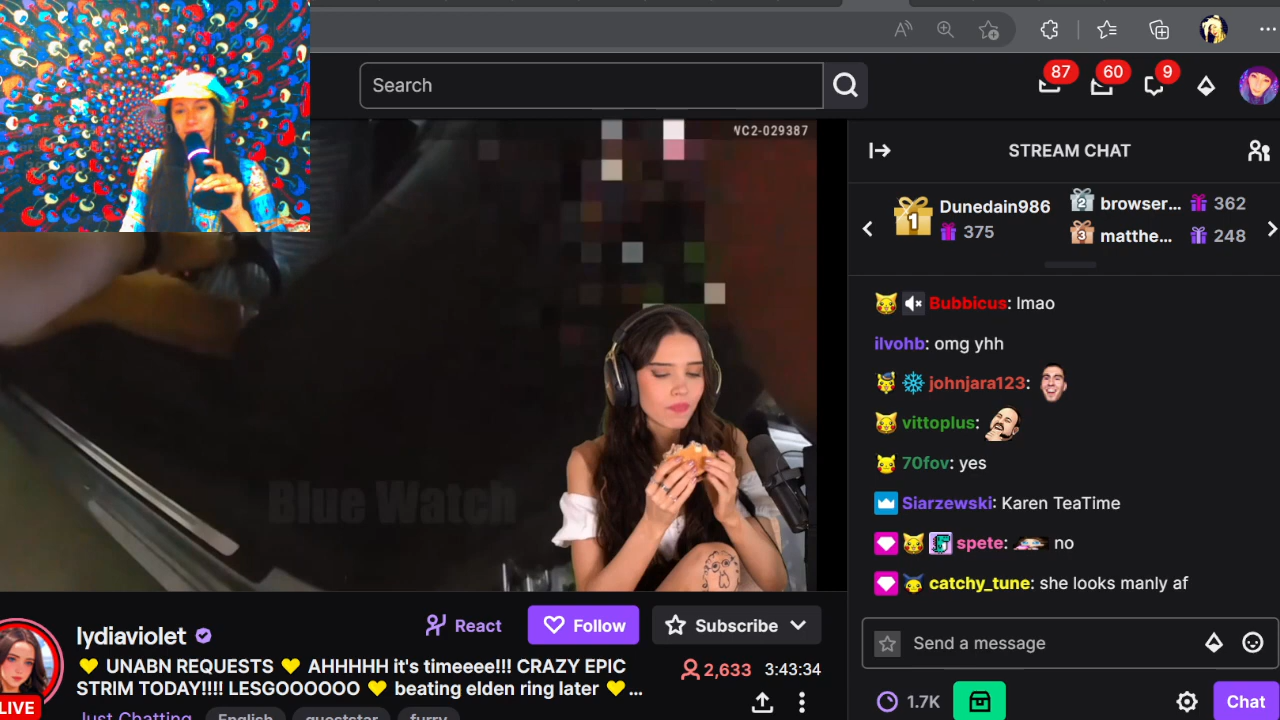 Search
87
60
9
VC2-029387
Blue Watch
STREAM CHAT
1
Dunedain986
375
2
browser...
362
3
matthe...
248
Bubbicus: lmao
ilvohb: omg yhh
johnjara123:
vittoplus:
70fov: yes
Siarzewski: Karen TeaTime
spete: no
catchy_tune: she looks manly af
Send a message
1.7K
Chat
lydiaviolet
React
Follow
Subscribe
💛 UNABN REQUESTS 💛 AHHHHH it's timeeee!!! CRAZY EPIC
STRIM TODAY!!!! LESGOOOOOO 💛 beating elden ring later 💛...
2,633
3:43:34
LIVE
Just Chatting
English
gueststar
furry